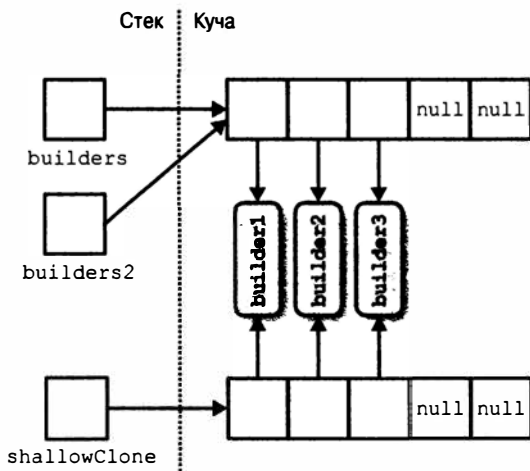 Стек Куча
null null
builders
builder1 builder2 builder3
builders2
null null
shallowClone